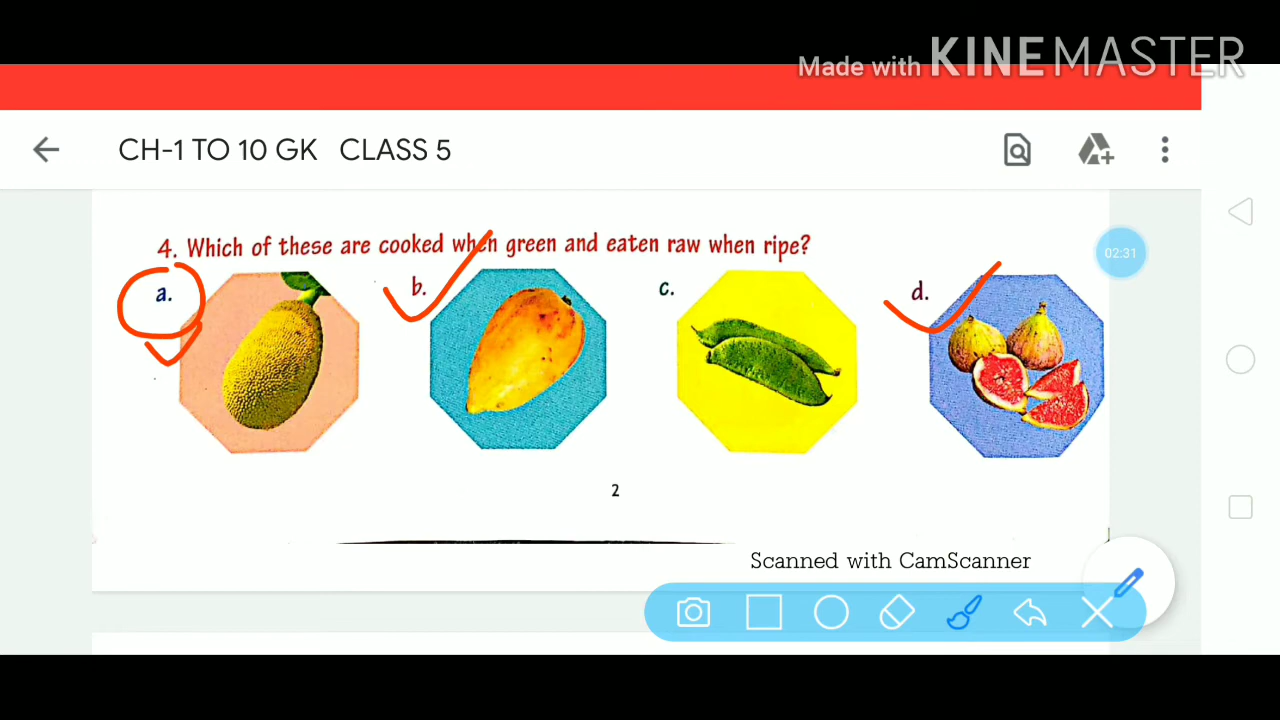 Made with KINEMASTER
CH-1 TO 10 GK CLASS 5
4. Which of these are cooked when green and eaten raw when ripe?
02:31
a. b. c. d.
2
Scanned with CamScanner